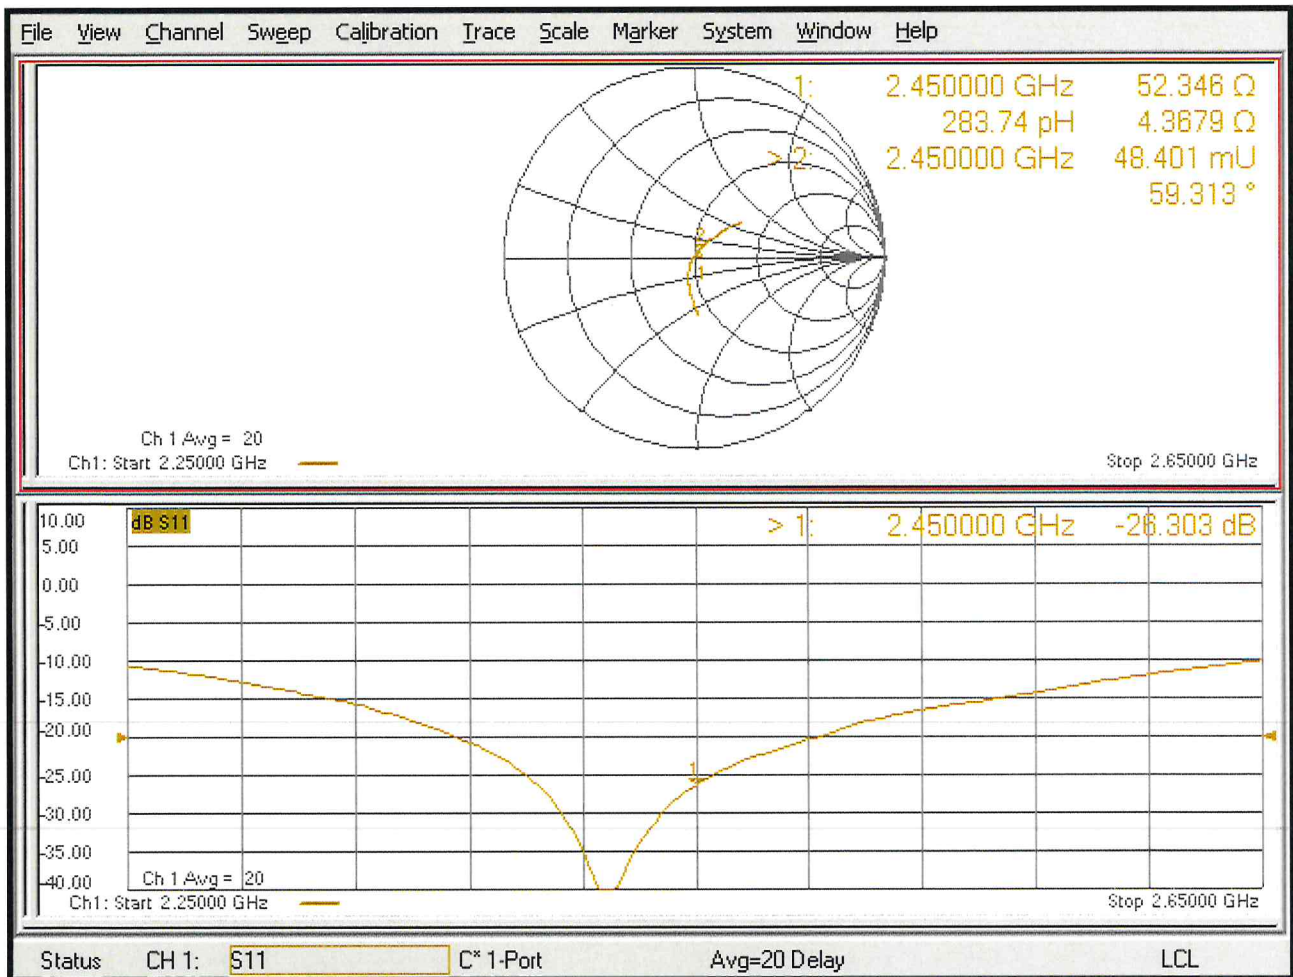 File View Channel Sweep Calibration Trace Scale Marker System Window Help
1: 2.450000 GHz 52.346 Ω
283.74 pH 4.3679 Ω
> 2: 2.450000 GHz 48.401 mU
59.313 °
2
1
Ch 1 Avg = 20
Ch1: Start 2.25000 GHz
Stop 2.65000 GHz
10.00 dB S11 > 1: 2.450000 GHz -26.303 dB
5.00
0.00
-5.00
-10.00
-15.00
-20.00
-25.00
1
-30.00
-35.00
-40.00
Ch 1 Avg = 20
Ch1: Start 2.25000 GHz
Stop 2.65000 GHz
Status CH 1: S11 C* 1-Port Avg=20 Delay LCL